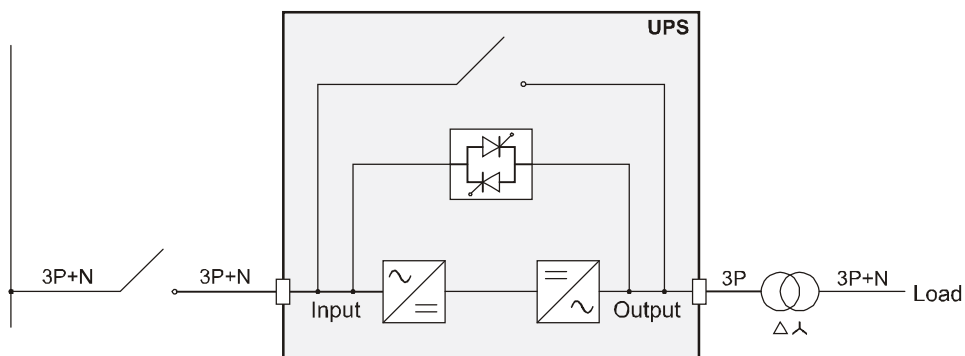 UPS
3P+N
3P+N
Input
Output
3P
3P+N
Load